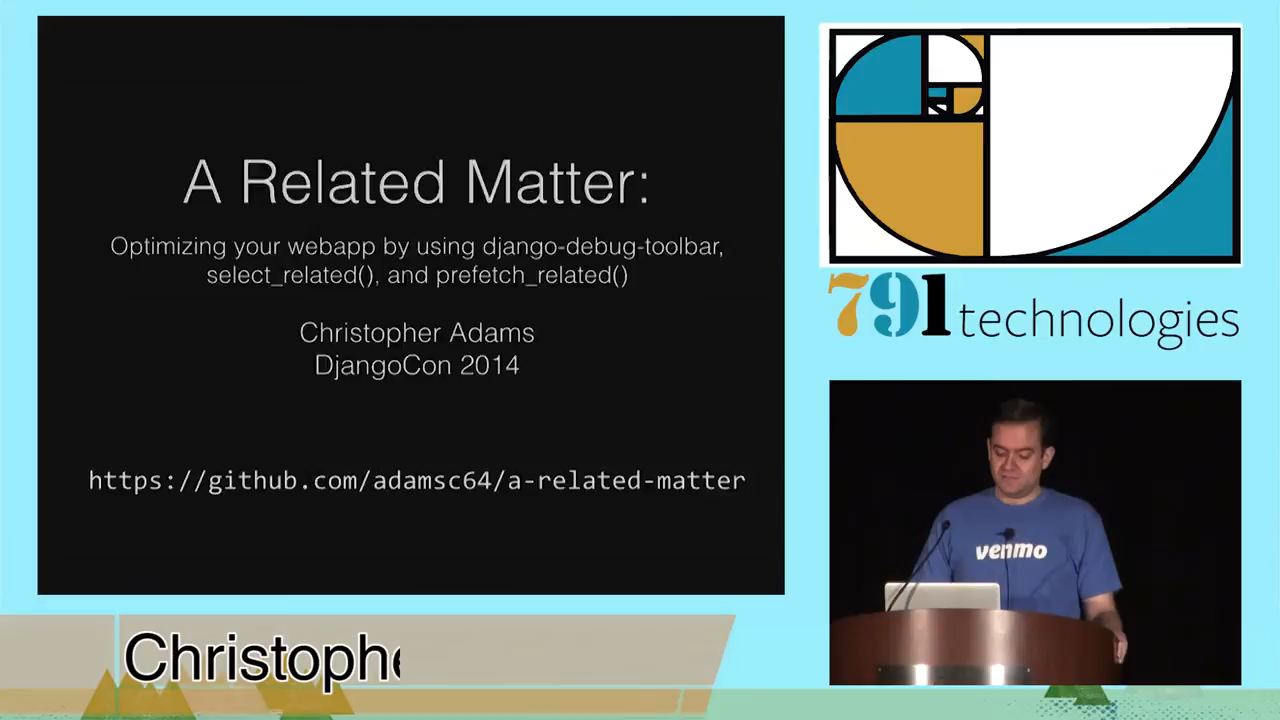 A Related Matter:
Optimizing your webapp by using django-debug-toolbar,
select_related(), and prefetch_related()
Christopher Adams
DjangoCon 2014
https://github.com/adamsc64/a-related-matter
791 technologies
venmo
Christophe